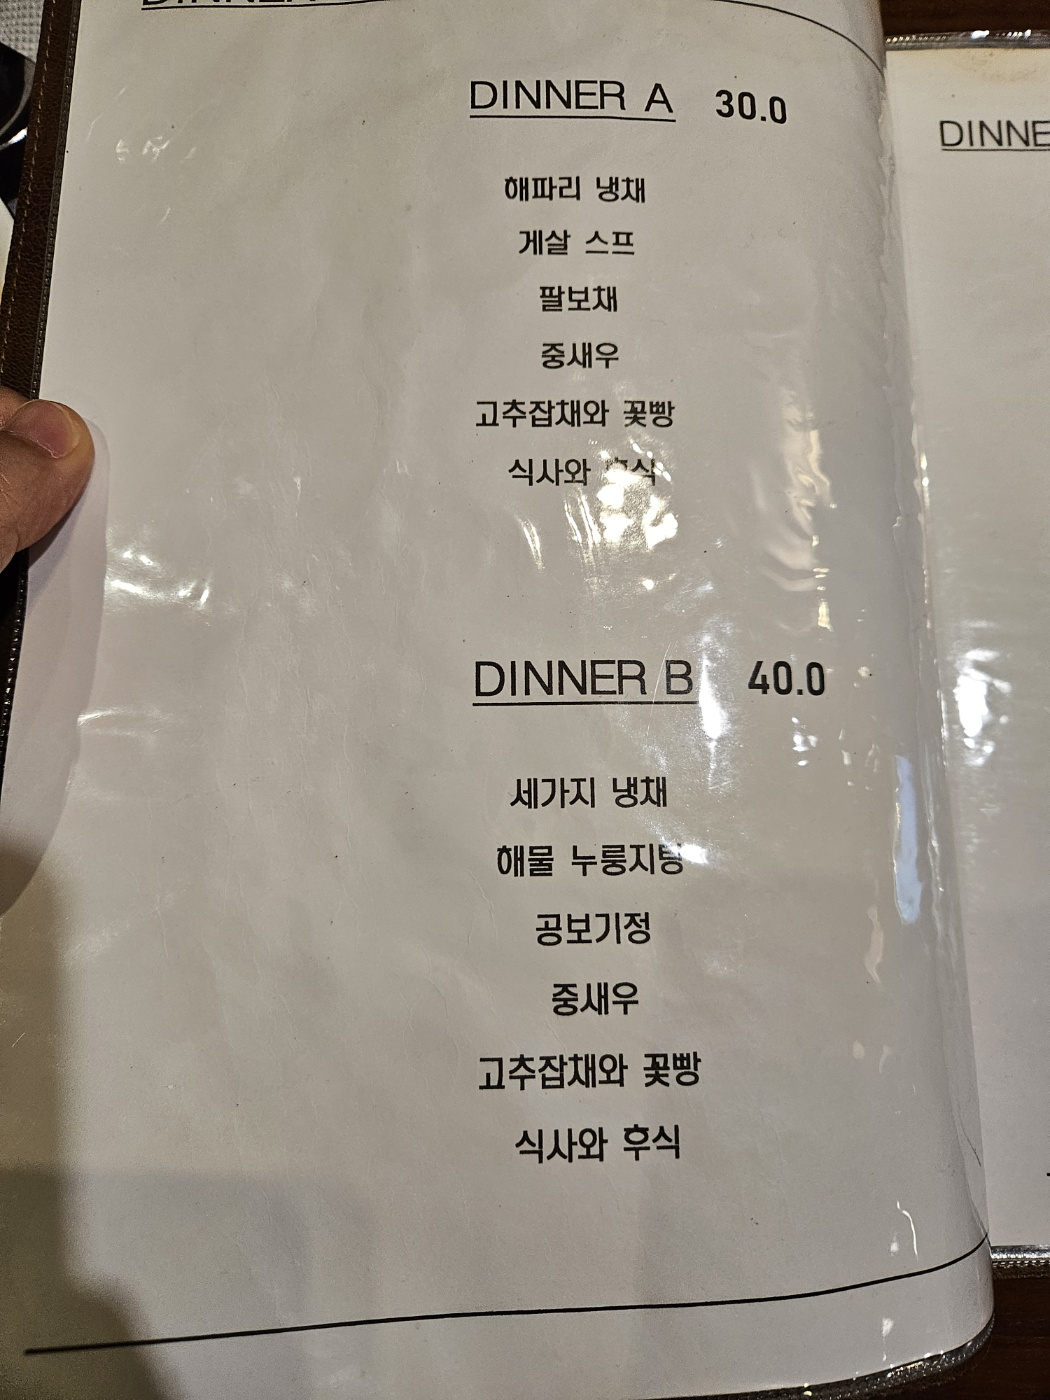 DINNER
DINNER A 30.0
해파리 냉채
게살 스프
팔보채
중새우
고추잡채와 꽃빵
식사와 후식
DINNER B 40.0
세가지 냉채
해물 누룽지탕
공보기정
중새우
고추잡채와 꽃빵
식사와 후식